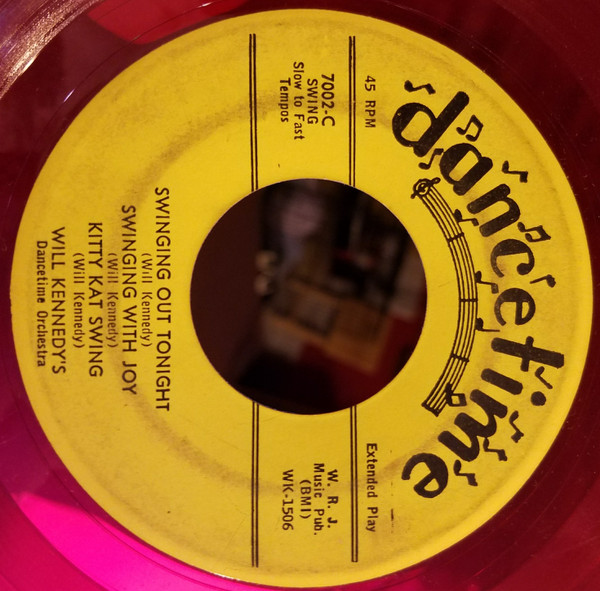 dancetime
45 RPM
Extended Play
7002-C
SWING
Slow to Fast
Tempos
W. R. J.
Music Pub.
(BMI)
WK-1506
SWINGING OUT TONIGHT
(Will Kennedy)
SWINGING WITH JOY
(Will Kennedy)
KITTY KAT SWING
(Will Kennedy)
WILL KENNEDY'S
Dancetime Orchestra